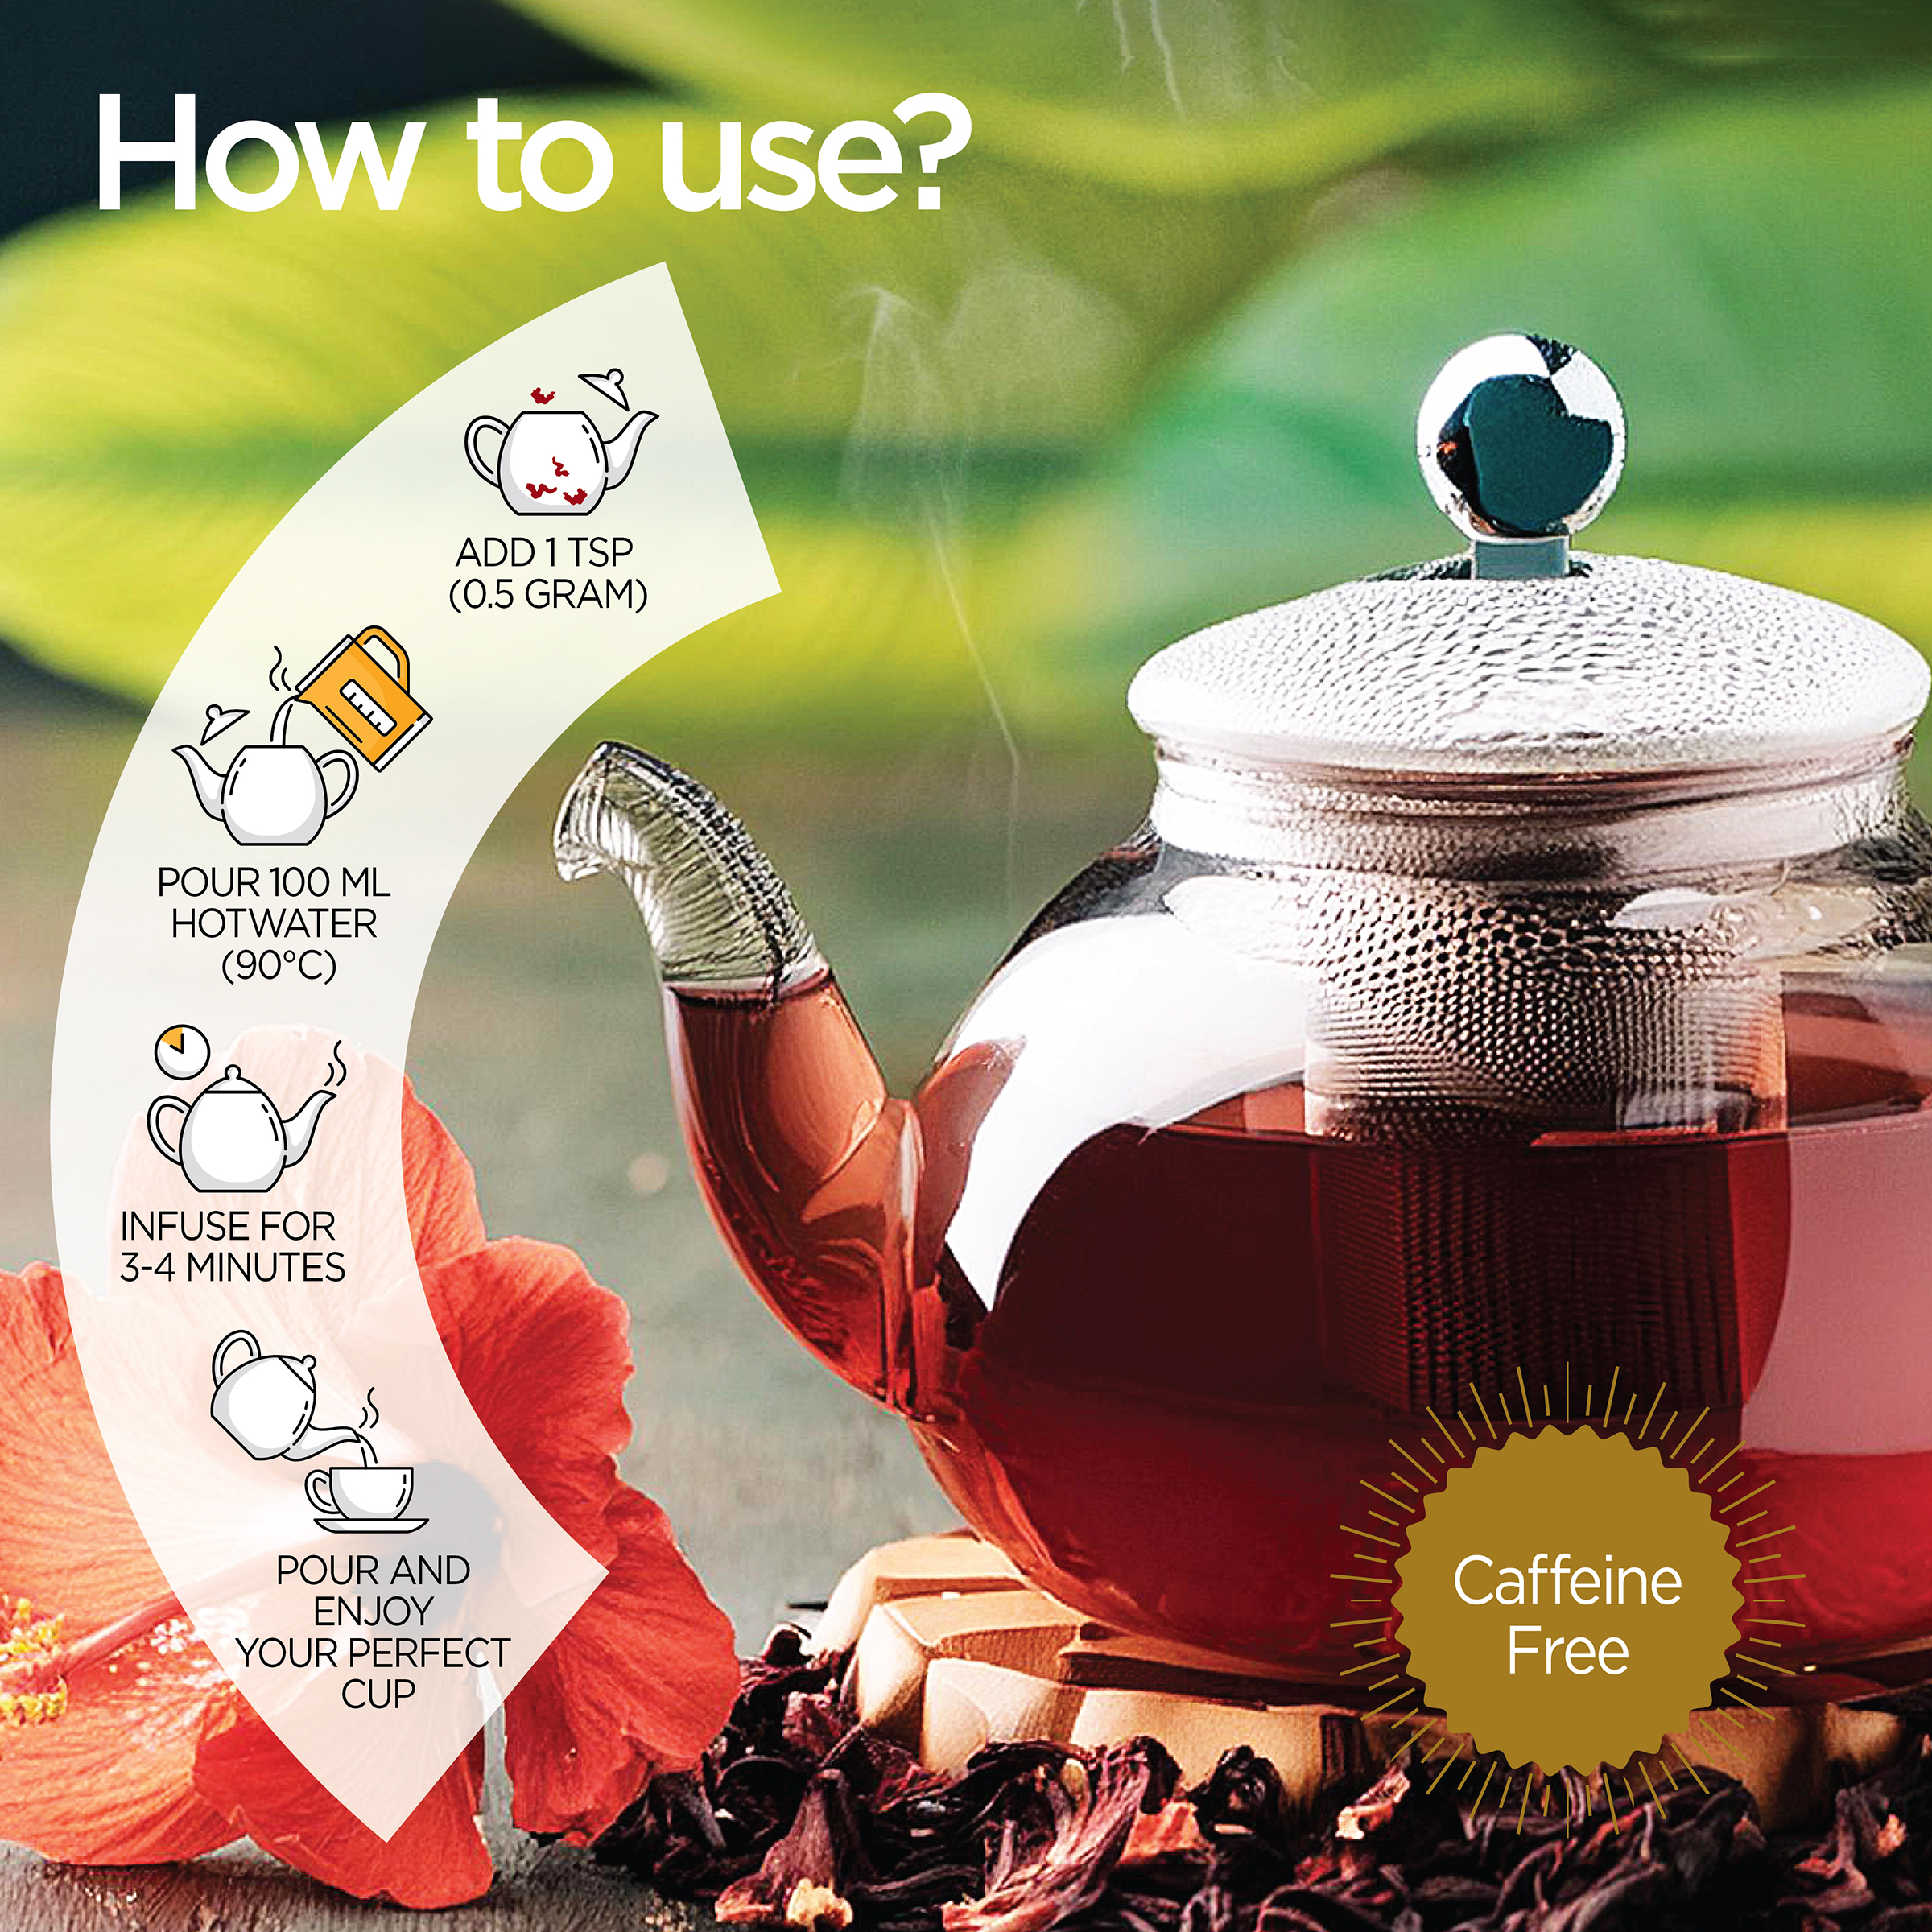 How to use?
ADD 1 TSP
(0.5 GRAM)
POUR 100 ML
HOTWATER
(90°C)
INFUSE FOR
3-4 MINUTES
POUR AND
ENJOY
YOUR PERFECT
CUP
Caffeine
Free